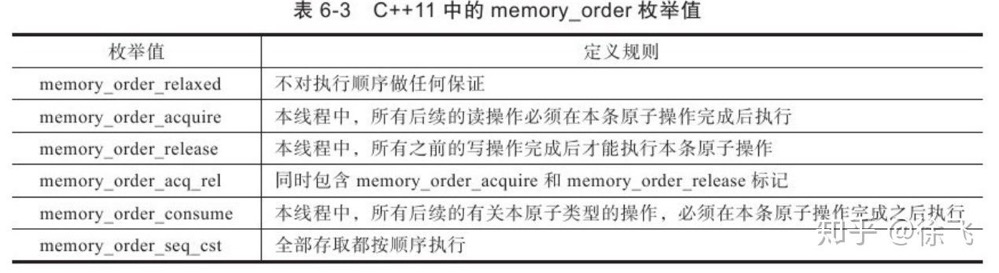 表 6-3 C++11 中的 memory_order 枚举值
枚举值 定义规则
memory_order_relaxed 不对执行顺序做任何保证
memory_order_acquire 本线程中，所有后续的读操作必须在本条原子操作完成后执行
memory_order_release 本线程中，所有之前的写操作完成后才能执行本条原子操作
memory_order_acq_rel 同时包含 memory_order_acquire 和 memory_order_release 标记
memory_order_consume 本线程中，所有后续的有关本原子类型的操作，必须在本条原子操作完成之后执行
memory_order_seq_cst 全部存取都按顺序执行
知乎 @徐飞